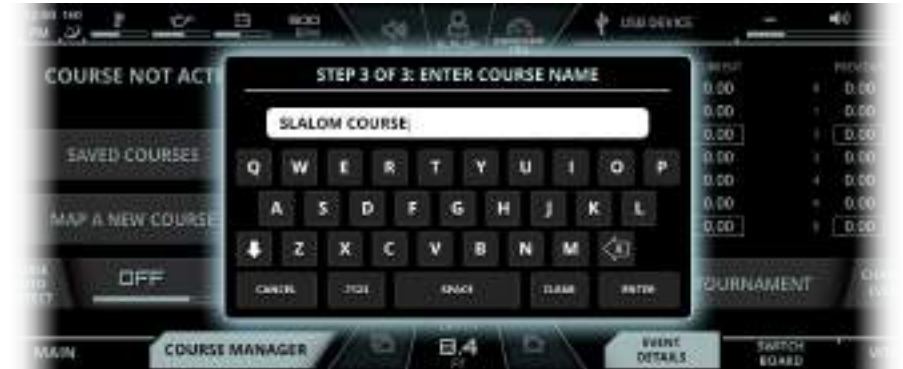 USB DEVICE
COURSE NOT ACT
STEP 3 OF 3: ENTER COURSE NAME
SLALOM COURSE
SAVED COURSES
MAP A NEW COURSE
Q W E R T Y U I O P
A S D F G H J K L
Z X C V B N M
CANCEL SPACE CLEAR ENTER
0.00 0.00
0.00 0.00
0.00 0.00
0.00 0.00
0.00 0.00
0.00 0.00
0.00 0.00
OFF
TOURNAMENT
MAIN
COURSE MANAGER
8.4
EVENT DETAILS
SWITCH BOARD